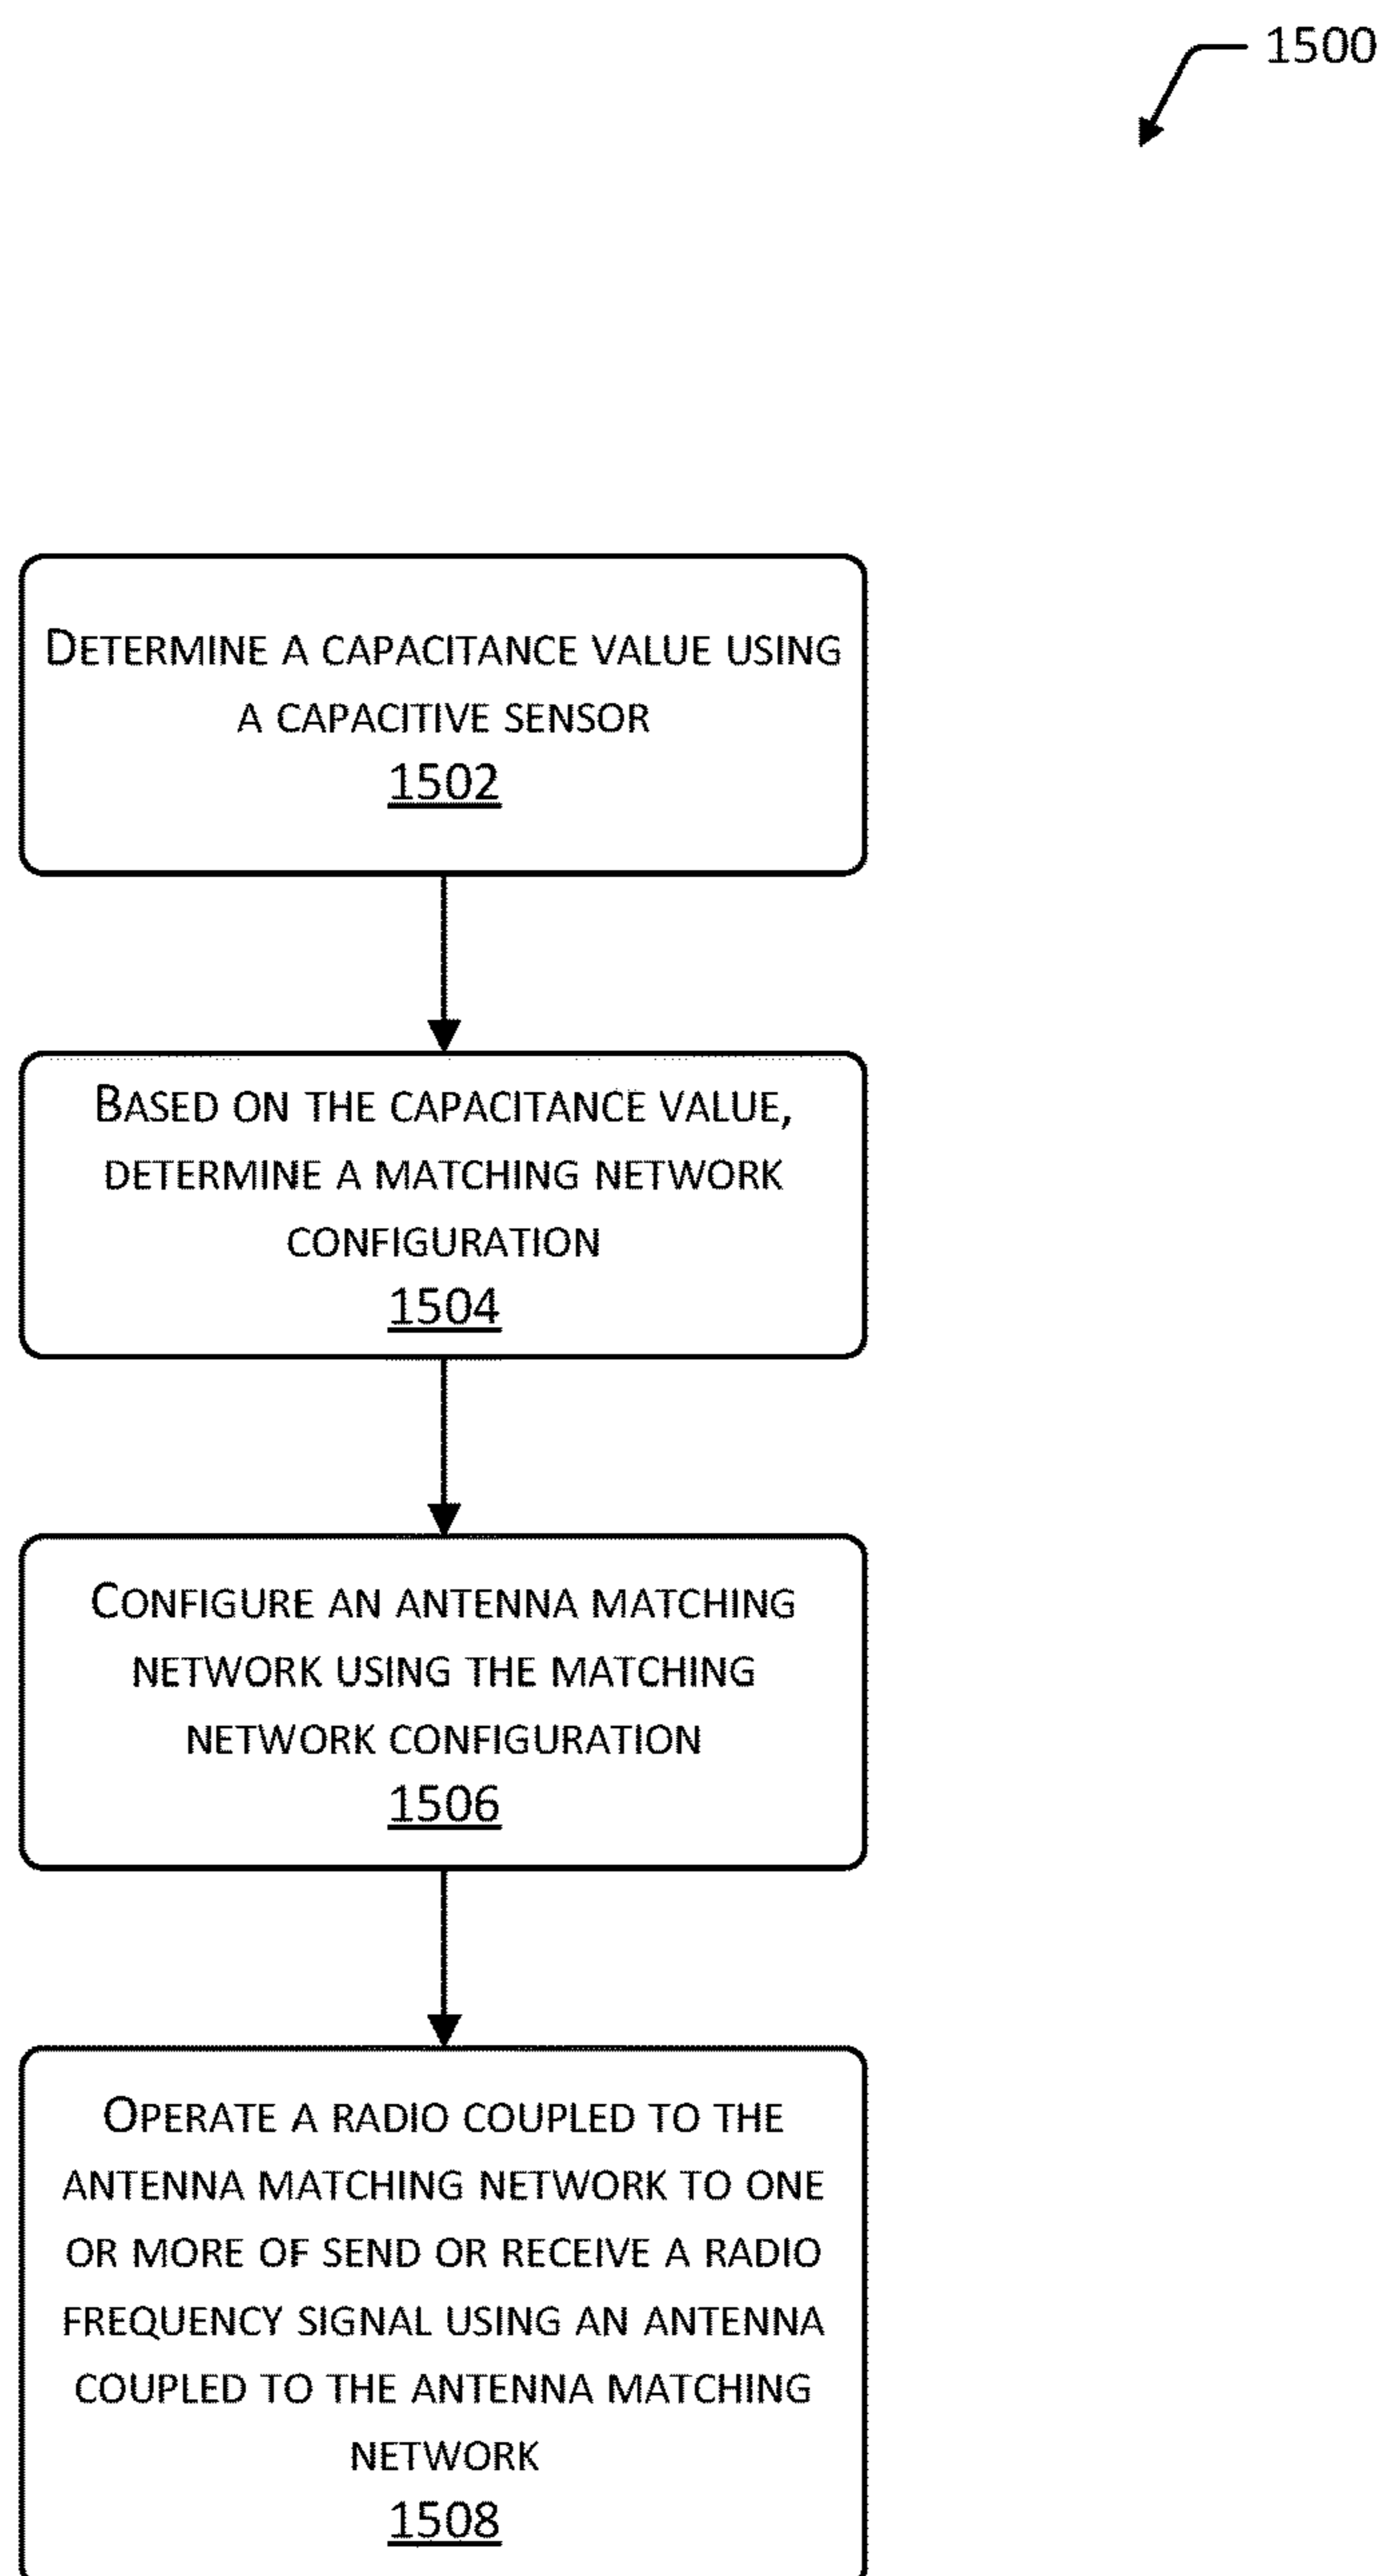 1500
DETERMINE A CAPACITANCE VALUE USING
A CAPACITIVE SENSOR
1502
BASED ON THE CAPACITANCE VALUE,
DETERMINE A MATCHING NETWORK
CONFIGURATION
1504
CONFIGURE AN ANTENNA MATCHING
NETWORK USING THE MATCHING
NETWORK CONFIGURATION
1506
OPERATE A RADIO COUPLED TO THE
ANTENNA MATCHING NETWORK TO ONE
OR MORE OF SEND OR RECEIVE A RADIO
FREQUENCY SIGNAL USING AN ANTENNA
COUPLED TO THE ANTENNA MATCHING
NETWORK
1508